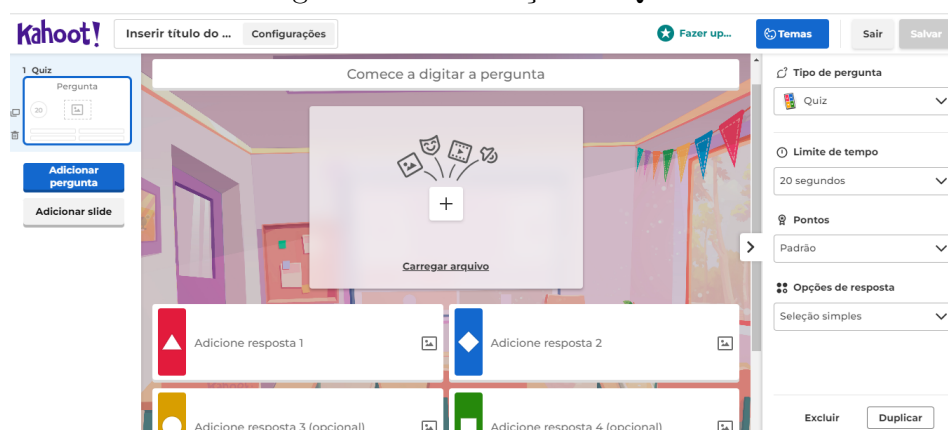 Kahoot!
Inserir título do ...
Configurações
Fazer up...
Temas
Sair
Salvar
1 Quiz
Pergunta
20
Adicionar
pergunta
Adicionar slide
Comece a digitar a pergunta
Carregar arquivo
Adicione resposta 1
Adicione resposta 2
Adicione resposta 3 (opcional)
Adicione resposta 4 (opcional)
Tipo de pergunta
Quiz
Limite de tempo
20 segundos
Pontos
Padrão
Opções de resposta
Seleção simples
Excluir
Duplicar